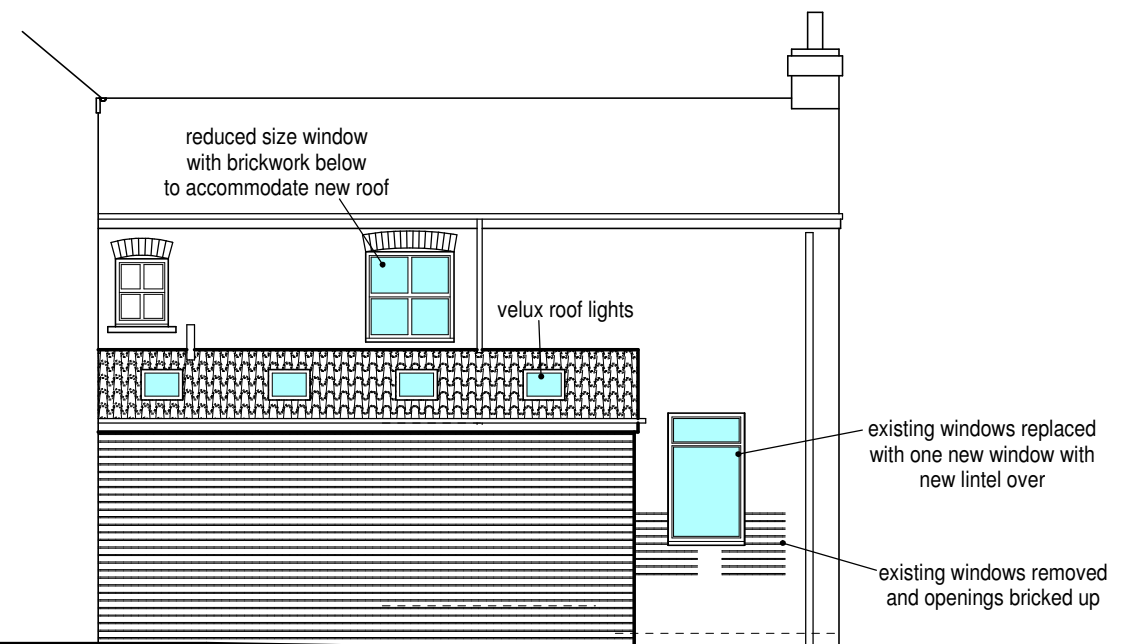 reduced size window
with brickwork below
to accommodate new roof
velux roof lights
existing windows replaced
with one new window with
new lintel over
existing windows removed
and openings bricked up